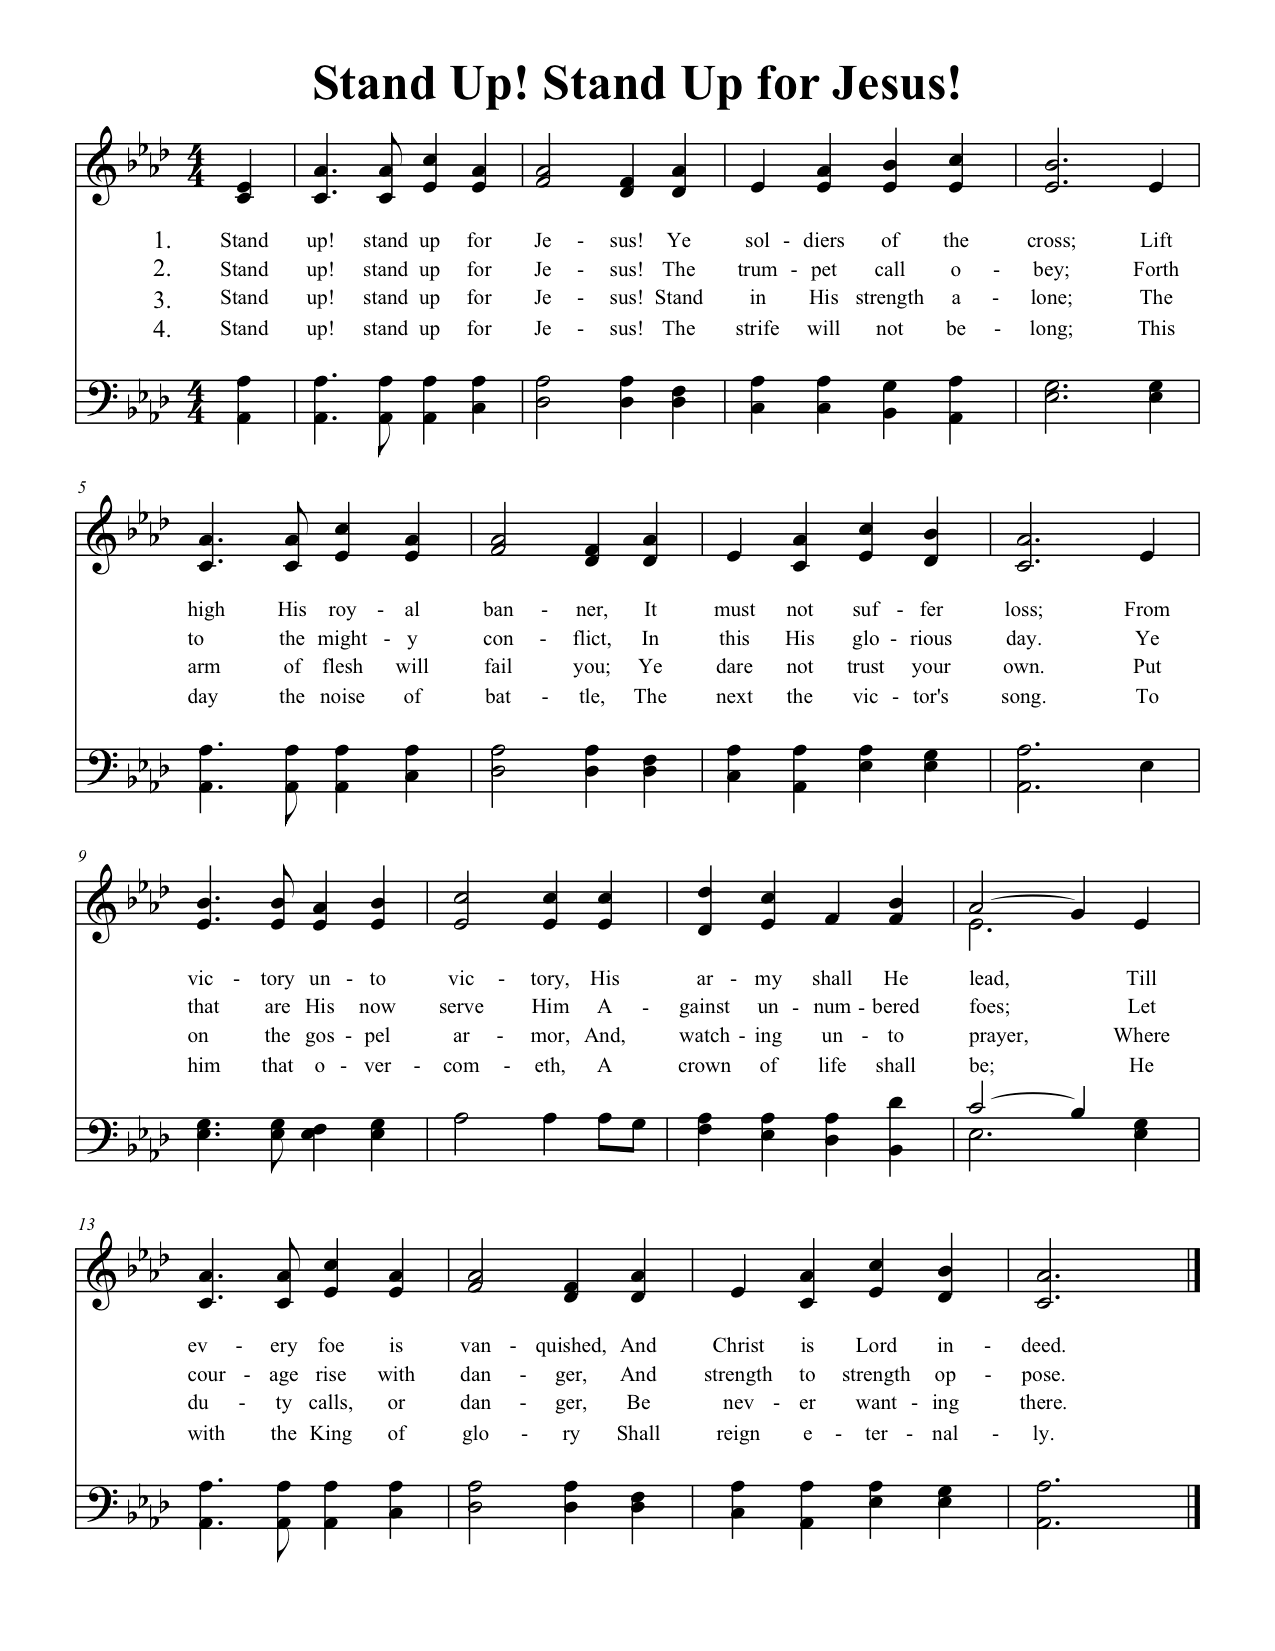 Stand Up! Stand Up for Jesus!
1. Stand up! stand up for Je - sus! Ye sol - diers of the cross; Lift
2. Stand up! stand up for Je - sus! The trum - pet call o - bey; Forth
3. Stand up! stand up for Je - sus! Stand in His strength a - lone; The
4. Stand up! stand up for Je - sus! The strife will not be - long; This
5
high His roy - al ban - ner, It must not suf - fer loss; From
to the might - y con - flict, In this His glo - rious day. Ye
arm of flesh will fail you; Ye dare not trust your own. Put
day the noise of bat - tle, The next the vic - tor's song. To
9
vic - tory un - to vic - tory, His ar - my shall He lead, Till
that are His now serve Him A - gainst un - num - bered foes; Let
on the gos - pel ar - mor, And, watch - ing un - to prayer, Where
him that o - ver - com - eth, A crown of life shall be; He
13
ev - ery foe is van - quished, And Christ is Lord in - deed.
cour - age rise with dan - ger, And strength to strength op - pose.
du - ty calls, or dan - ger, Be nev - er want - ing there.
with the King of glo - ry Shall reign e - ter - nal - ly.